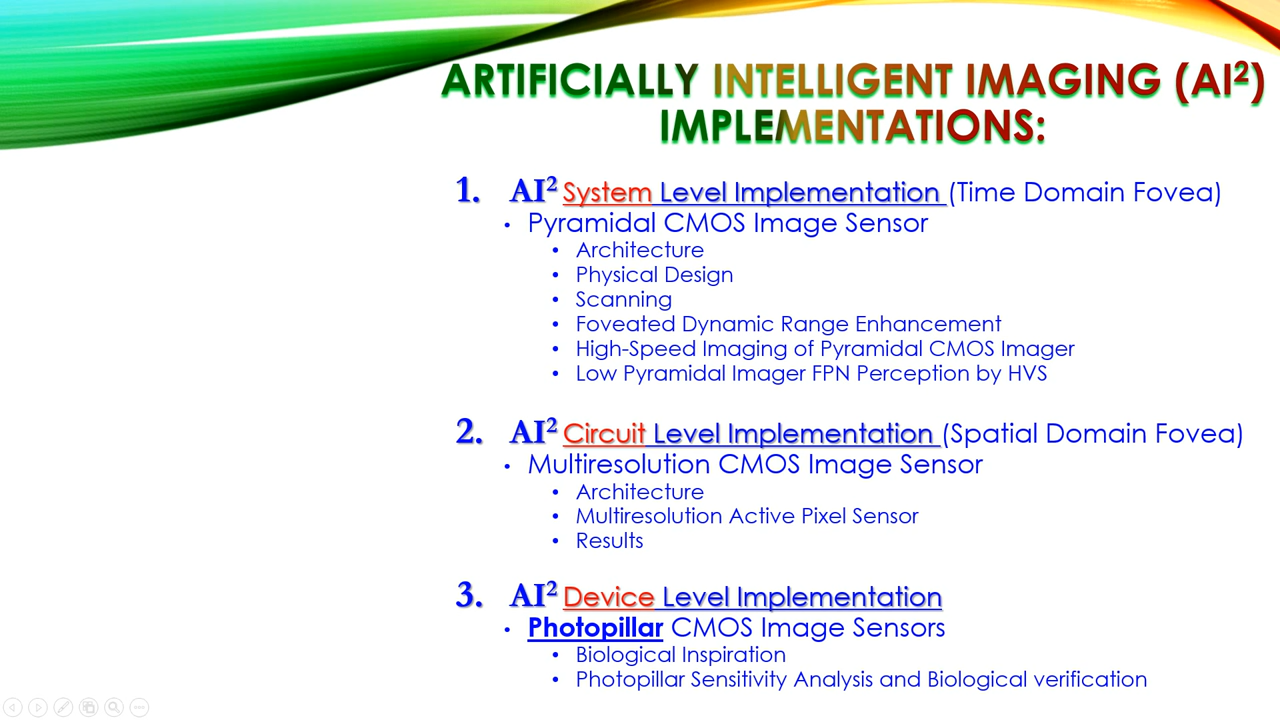 ARTIFICIALLY INTELLIGENT IMAGING (AI²)
IMPLEMENTATIONS:
1. AI² System Level Implementation (Time Domain Fovea)
• Pyramidal CMOS Image Sensor
• Architecture
• Physical Design
• Scanning
• Foveated Dynamic Range Enhancement
• High-Speed Imaging of Pyramidal CMOS Imager
• Low Pyramidal Imager FPN Perception by HVS
2. AI² Circuit Level Implementation (Spatial Domain Fovea)
• Multiresolution CMOS Image Sensor
• Architecture
• Multiresolution Active Pixel Sensor
• Results
3. AI² Device Level Implementation
• Photopillar CMOS Image Sensors
• Biological Inspiration
• Photopillar Sensitivity Analysis and Biological verification